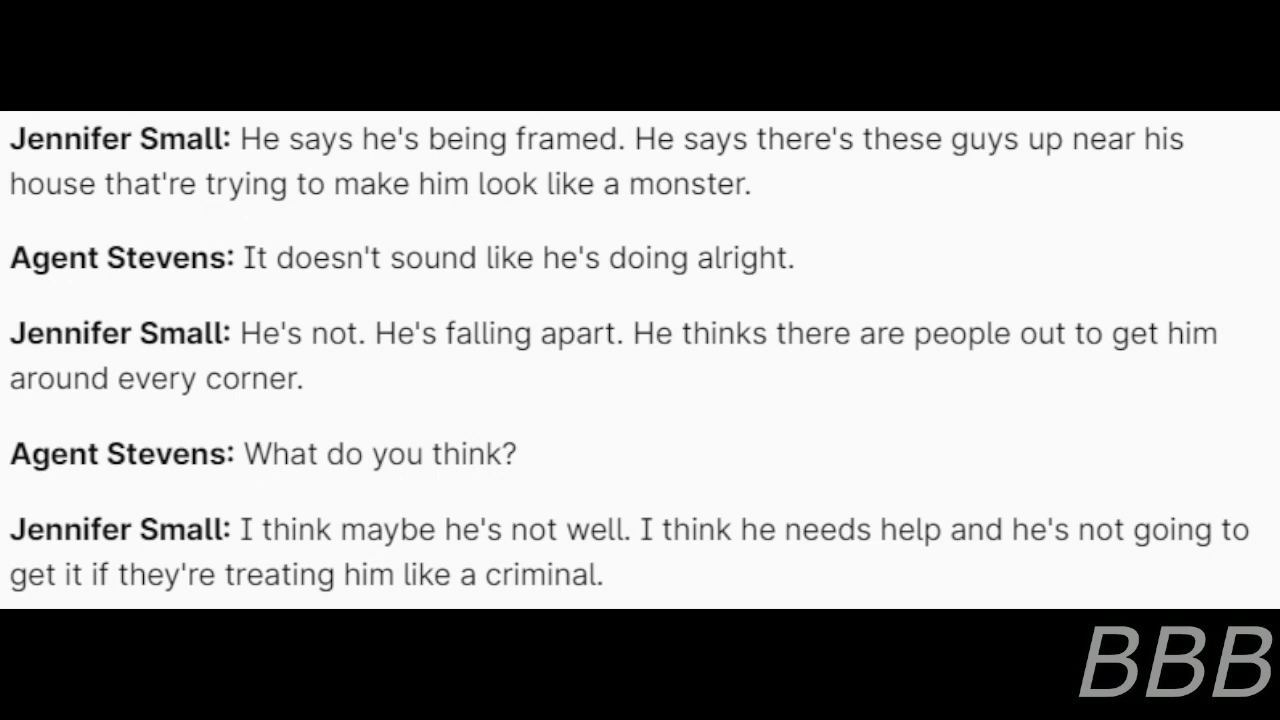 Jennifer Small: He says he's being framed. He says there's these guys up near his
house that're trying to make him look like a monster.
Agent Stevens: It doesn't sound like he's doing alright.
Jennifer Small: He's not. He's falling apart. He thinks there are people out to get him
around every corner.
Agent Stevens: What do you think?
Jennifer Small: I think maybe he's not well. I think he needs help and he's not going to
get it if they're treating him like a criminal.
BBB